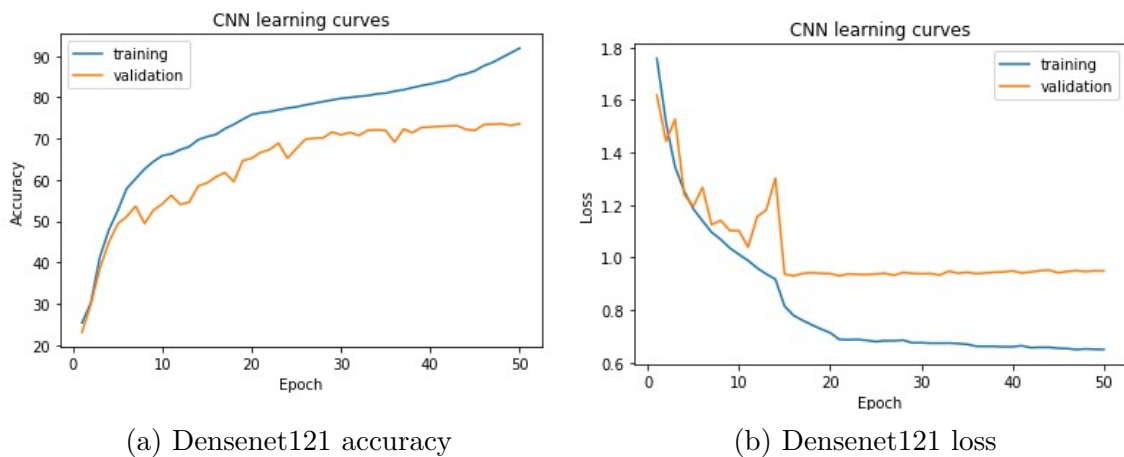 CNN learning curves
training
validation
90
80
70
60
50
40
30
20
Accuracy
0 10 20 30 40 50
Epoch
(a) Densenet121 accuracy
CNN learning curves
training
validation
1.8
1.6
1.4
1.2
1.0
0.8
0.6
Loss
0 10 20 30 40 50
Epoch
(b) Densenet121 loss